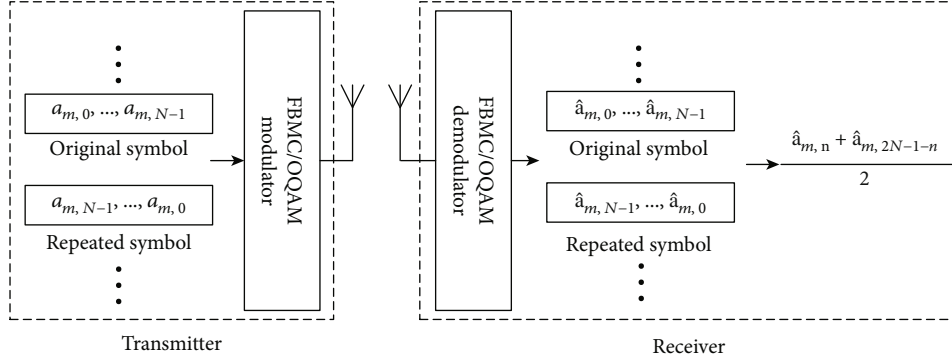 a_{m, 0}, ..., a_{m, N–1}
Original symbol
a_{m, N–1}, ..., a_{m, 0}
Repeated symbol
FBMC/OQAM
modulator
Transmitter
FBMC/OQAM
demodulator
â_{m, 0}, ..., â_{m, N–1}
Original symbol
â_{m, N–1}, ..., â_{m, 0}
Repeated symbol
â_{m, n} + â_{m, 2N–1–n}
2
Receiver